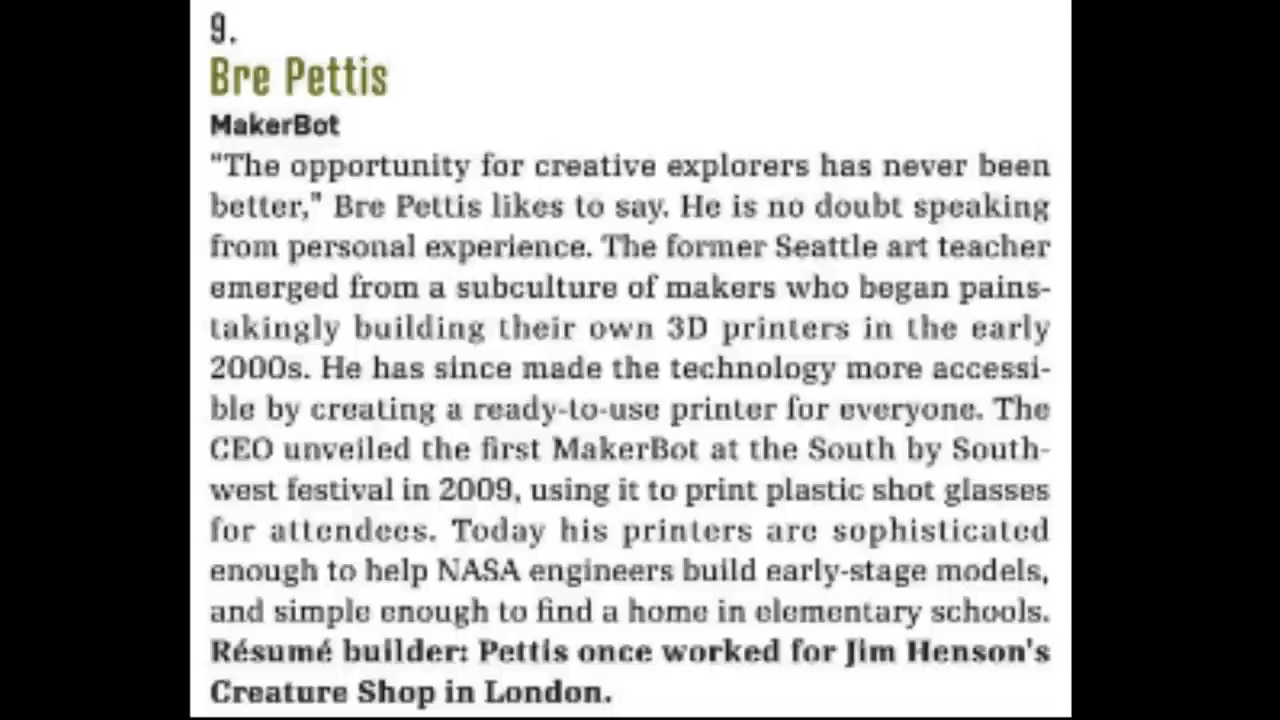 9.
Bre Pettis
MakerBot
"The opportunity for creative explorers has never been
better," Bre Pettis likes to say. He is no doubt speaking
from personal experience. The former Seattle art teacher
emerged from a subculture of makers who began pains-
takingly building their own 3D printers in the early
2000s. He has since made the technology more accessi-
ble by creating a ready-to-use printer for everyone. The
CEO unveiled the first MakerBot at the South by South-
west festival in 2009, using it to print plastic shot glasses
for attendees. Today his printers are sophisticated
enough to help NASA engineers build early-stage models,
and simple enough to find a home in elementary schools.
Résumé builder: Pettis once worked for Jim Henson's
Creature Shop in London.